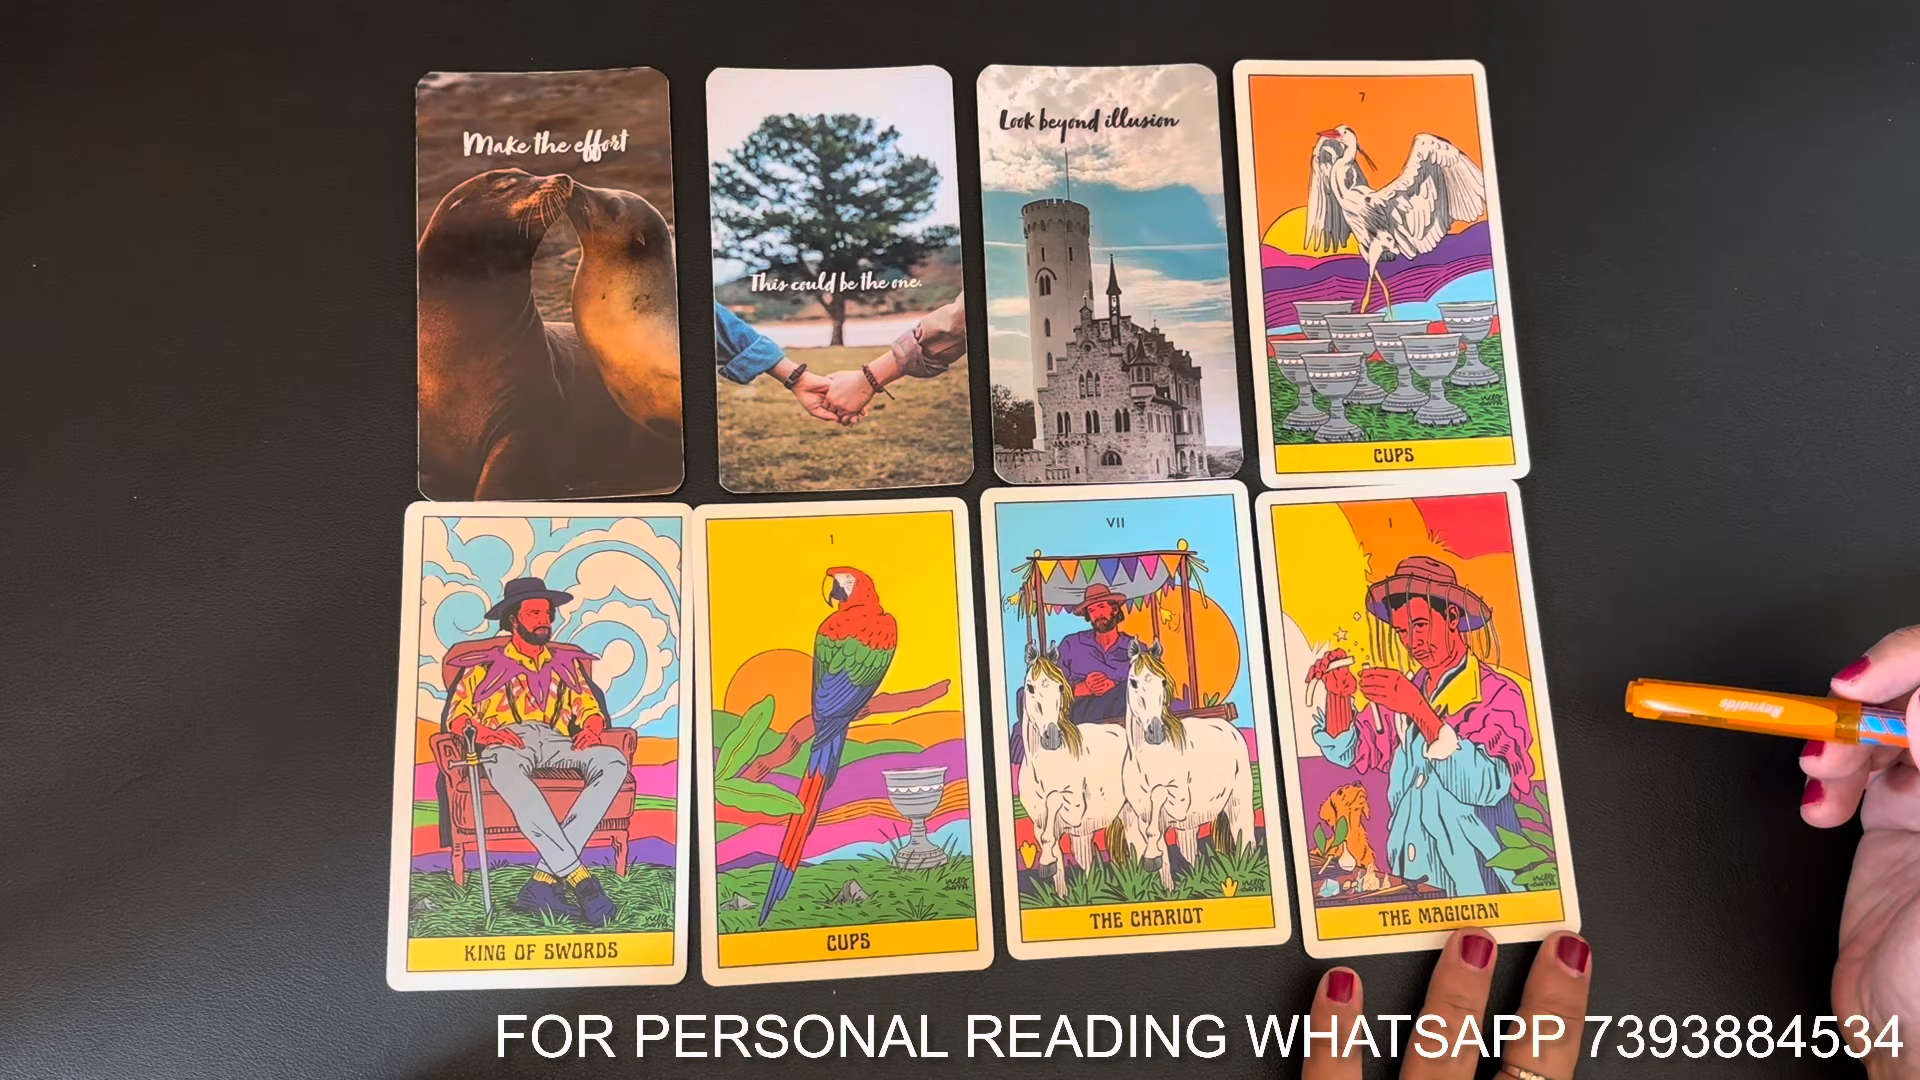 Make the effort
This could be the one.
Look beyond illusion
7
CUPS
KING OF SWORDS
1
CUPS
VII
THE CHARIOT
I
THE MAGICIAN
Reynolds
FOR PERSONAL READING WHATSAPP 7393884534